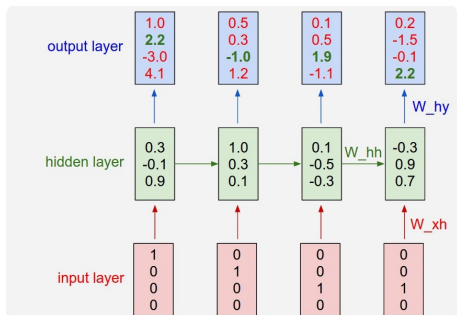 1.0 0.5 0.1 0.2
output layer 2.2 0.3 0.5 -1.5
-3.0 -1.0 1.9 -0.1
4.1 1.2 -1.1 2.2
W_hy
0.3 1.0 0.1 -0.3
hidden layer -0.1 0.3 -0.5 W_hh 0.9
0.9 0.1 -0.3 0.7
W_xh
1 0 0 0
input layer 0 1 0 0
0 0 1 1
0 0 0 0